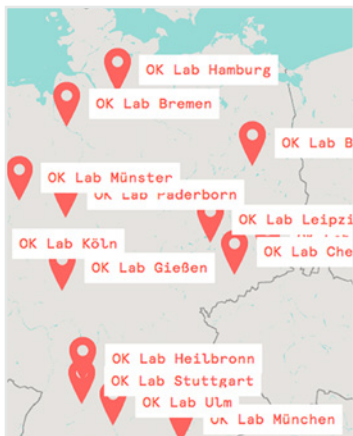 OK Lab Hamburg
OK Lab Bremen
OK Lab B
OK Lab Münster
OK Lab Paderborn
OK Lab Leipzi
OK Lab Che
OK Lab Köln
OK Lab Gießen
OK Lab Heilbronn
OK Lab Stuttgart
OK Lab Ulm
OK Lab München